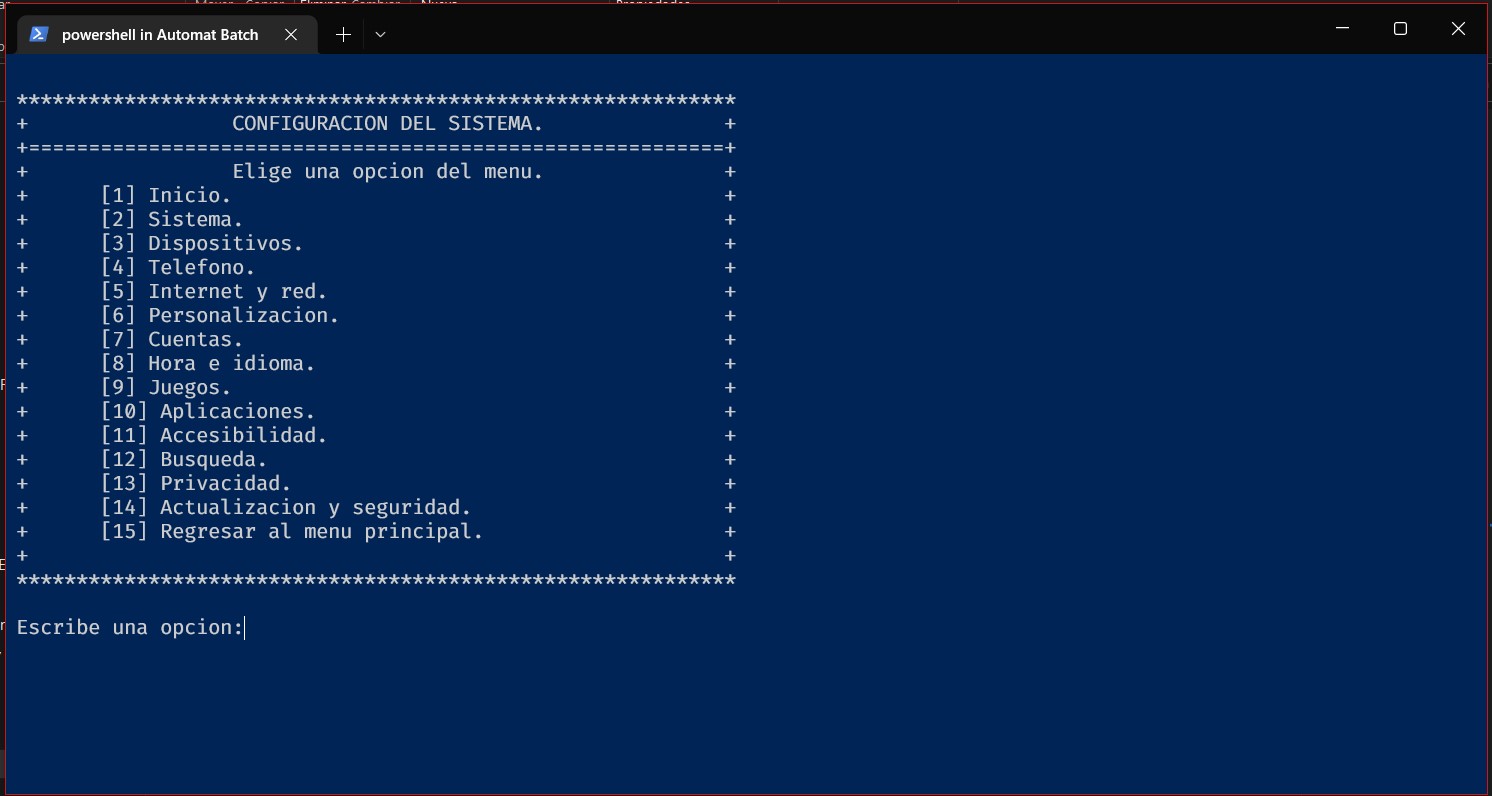 powershell in Automat Batch
************************************************************
+                 CONFIGURACION DEL SISTEMA.               +
+==========================================================+
+                 Elige una opcion del menu.               +
+      [1] Inicio.                                         +
+      [2] Sistema.                                        +
+      [3] Dispositivos.                                   +
+      [4] Telefono.                                       +
+      [5] Internet y red.                                 +
+      [6] Personalizacion.                                +
+      [7] Cuentas.                                        +
+      [8] Hora e idioma.                                  +
+      [9] Juegos.                                         +
+      [10] Aplicaciones.                                  +
+      [11] Accesibilidad.                                 +
+      [12] Busqueda.                                      +
+      [13] Privacidad.                                    +
+      [14] Actualizacion y seguridad.                     +
+      [15] Regresar al menu principal.                    +
+                                                          +
************************************************************
Escribe una opcion: